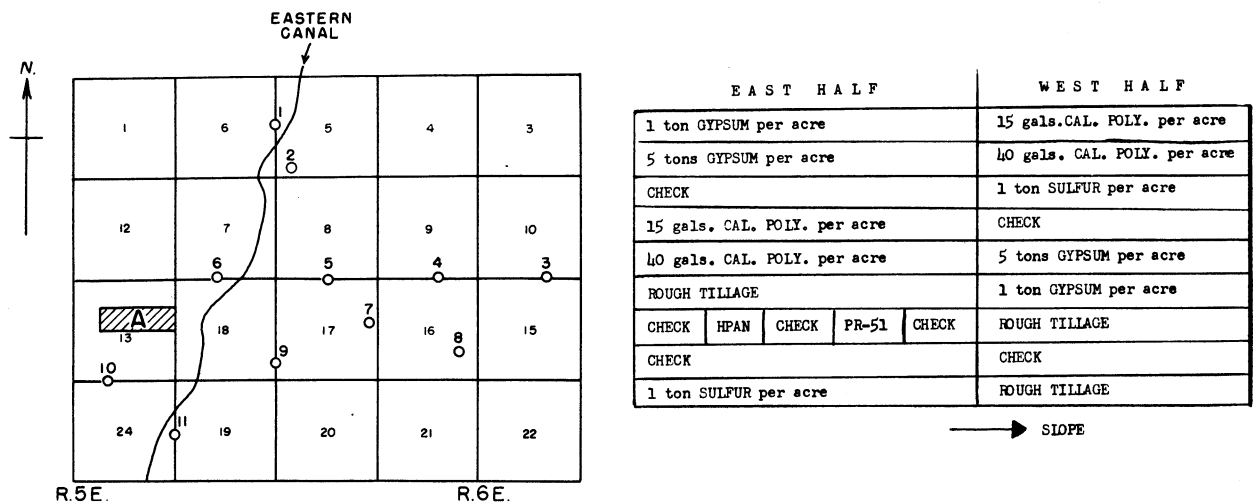 EASTERN
CANAL
N.
1
1 6 5 4 3
2
12 7 8 9 10
6 5 4 3
A
7
13 18 17 16 15
8
9
10
11
24 19 20 21 22
R.5E. R.6E.
EAST HALF WEST HALF
1 ton GYPSUM per acre 15 gals.CAL. POLY. per acre
5 tons GYPSUM per acre 40 gals. CAL. POLY. per acre
CHECK 1 ton SULFUR per acre
15 gals. CAL. POLY. per acre CHECK
40 gals. CAL. POLY. per acre 5 tons GYPSUM per acre
ROUGH TILLAGE 1 ton GYPSUM per acre
CHECK HPAN CHECK PR-51 CHECK ROUGH TILLAGE
CHECK CHECK
1 ton SULFUR per acre ROUGH TILLAGE
SLOPE